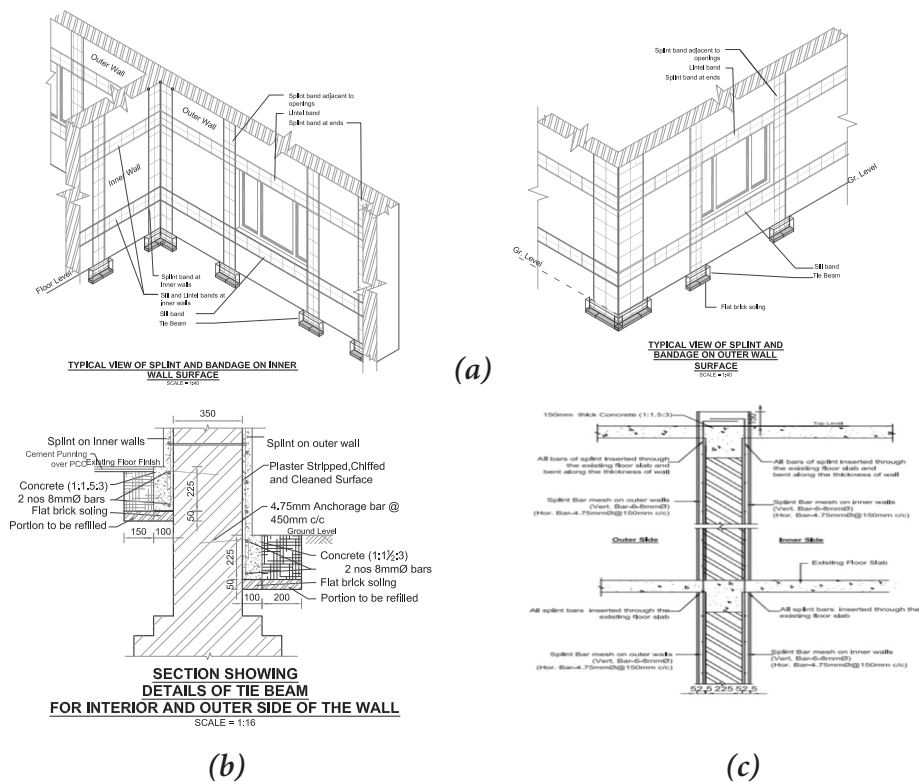 Outer Wall
Outer Wall
Inner Wall
Splint band adjacent to
openings
Lintel band
Splint band at ends
Floor Level
Splint band at
Inner walls
Sill and Lintel bands at
inner walls
Sill band
Tie Beam
TYPICAL VIEW OF SPLINT AND BANDAGE ON INNER
WALL SURFACE
SCALE = 1:40
Splint band adjacent to
openings
Lintel band
Splint band at ends
Gr. Level
Gr. Level
Sill band
Tie Beam
Flat brick soling
TYPICAL VIEW OF SPLINT AND
BANDAGE ON OUTER WALL
SURFACE
SCALE = 1:40
(a)
350
Splint on Inner walls
Cement Punning
over PCC
Existing Floor Finish
Concrete (1:1.5:3)
2 nos 8mmØ bars
Flat brick soling
Portion to be refilled
150 100
225
50
Splint on outer wall
Plaster Stripped,Chiffed
and Cleaned Surface
4.75mm Anchorage bar @
450mm c/c
Ground Level
225
50
Concrete (1:1½:3)
2 nos 8mmØ bars
Flat brick soling
Portion to be refilled
100 200
SECTION SHOWING
DETAILS OF TIE BEAM
FOR INTERIOR AND OUTER SIDE OF THE WALL
SCALE = 1:16
(b)
150mm thick Concrete (1:1.5:3)
150
Top Level
All bars of splint Inserted through
the existing floor slab and
bent along the thickness of wall
All bars of splint inserted through
the existing floor slab and
bent along the thickness of wall
Splint Bar mesh on outer walls
(Vert. Bar-6-8mmØ)
(Hor. Bar-4.75mmØ@150mm c/c)
Splint Bar mesh on inner walls
(Vert. Bar-6-8mmØ)
(Hor. Bar-4.75mmØ@150mm c/c)
Outer Side
Inner Side
Existing Floor Slab
All splint bars inserted through the
existing floor slab
All splint bars inserted through the
existing floor slab
Splint Bar mesh on outer walls
(Vert. Bar-6-8mmØ)
(Hor. Bar-4.75mmØ@150mm c/c)
Splint Bar mesh on inner walls
(Vert. Bar-6-8mmØ)
(Hor. Bar-4.75mmØ@150mm c/c)
52.5 225 52.5
(c)